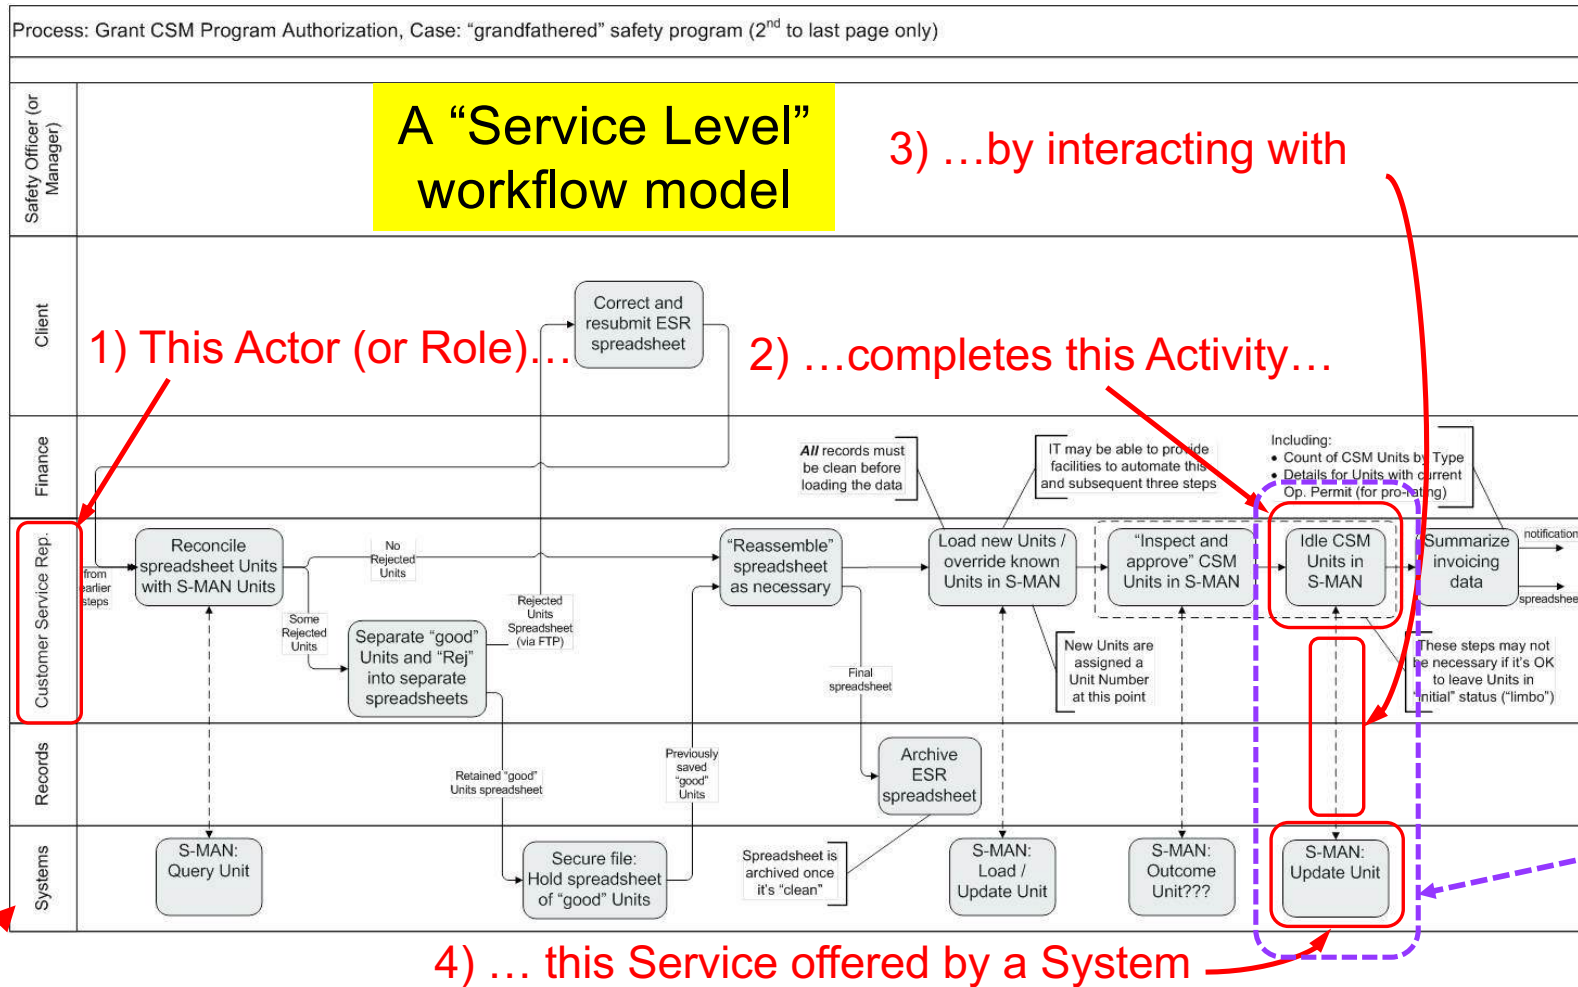 Process: Grant CSM Program Authorization, Case: “grandfathered” safety program (2nd to last page only)
A “Service Level”
workflow model
3) …by interacting with
Safety Officer (or
Manager)
Client
Correct and
resubmit ESR
spreadsheet
1) This Actor (or Role)…
2) …completes this Activity…
Finance
All records must
be clean before
loading the data
IT may be able to provide
facilities to automate this
and subsequent three steps
Including:
• Count of CSM Units by Type
• Details for Units with current
Op. Permit (for pro-rating)
Customer Service Rep.
from
earlier
steps
Reconcile
spreadsheet Units
with S-MAN Units
No
Rejected
Units
Some
Rejected
Units
Separate “good”
Units and “Rej”
into separate
spreadsheets
Rejected
Units
Spreadsheet
(via FTP)
“Reassemble”
spreadsheet
as necessary
Load new Units /
override known
Units in S-MAN
“Inspect and
approve” CSM
Units in S-MAN
Idle CSM
Units in
S-MAN
Summarize
invoicing
data
notification
spreadsheet
Final
spreadsheet
New Units are
assigned a
Unit Number
at this point
These steps may not
be necessary if it’s OK
to leave Units in
“initial” status (“limbo”)
Records
Retained “good”
Units spreadsheet
Previously
saved
“good”
Units
Archive
ESR
spreadsheet
Systems
S-MAN:
Query Unit
Secure file:
Hold spreadsheet
of “good” Units
Spreadsheet is
archived once
it’s “clean”
S-MAN:
Load /
Update Unit
S-MAN:
Outcome
Unit???
S-MAN:
Update Unit
4) … this Service offered by a System